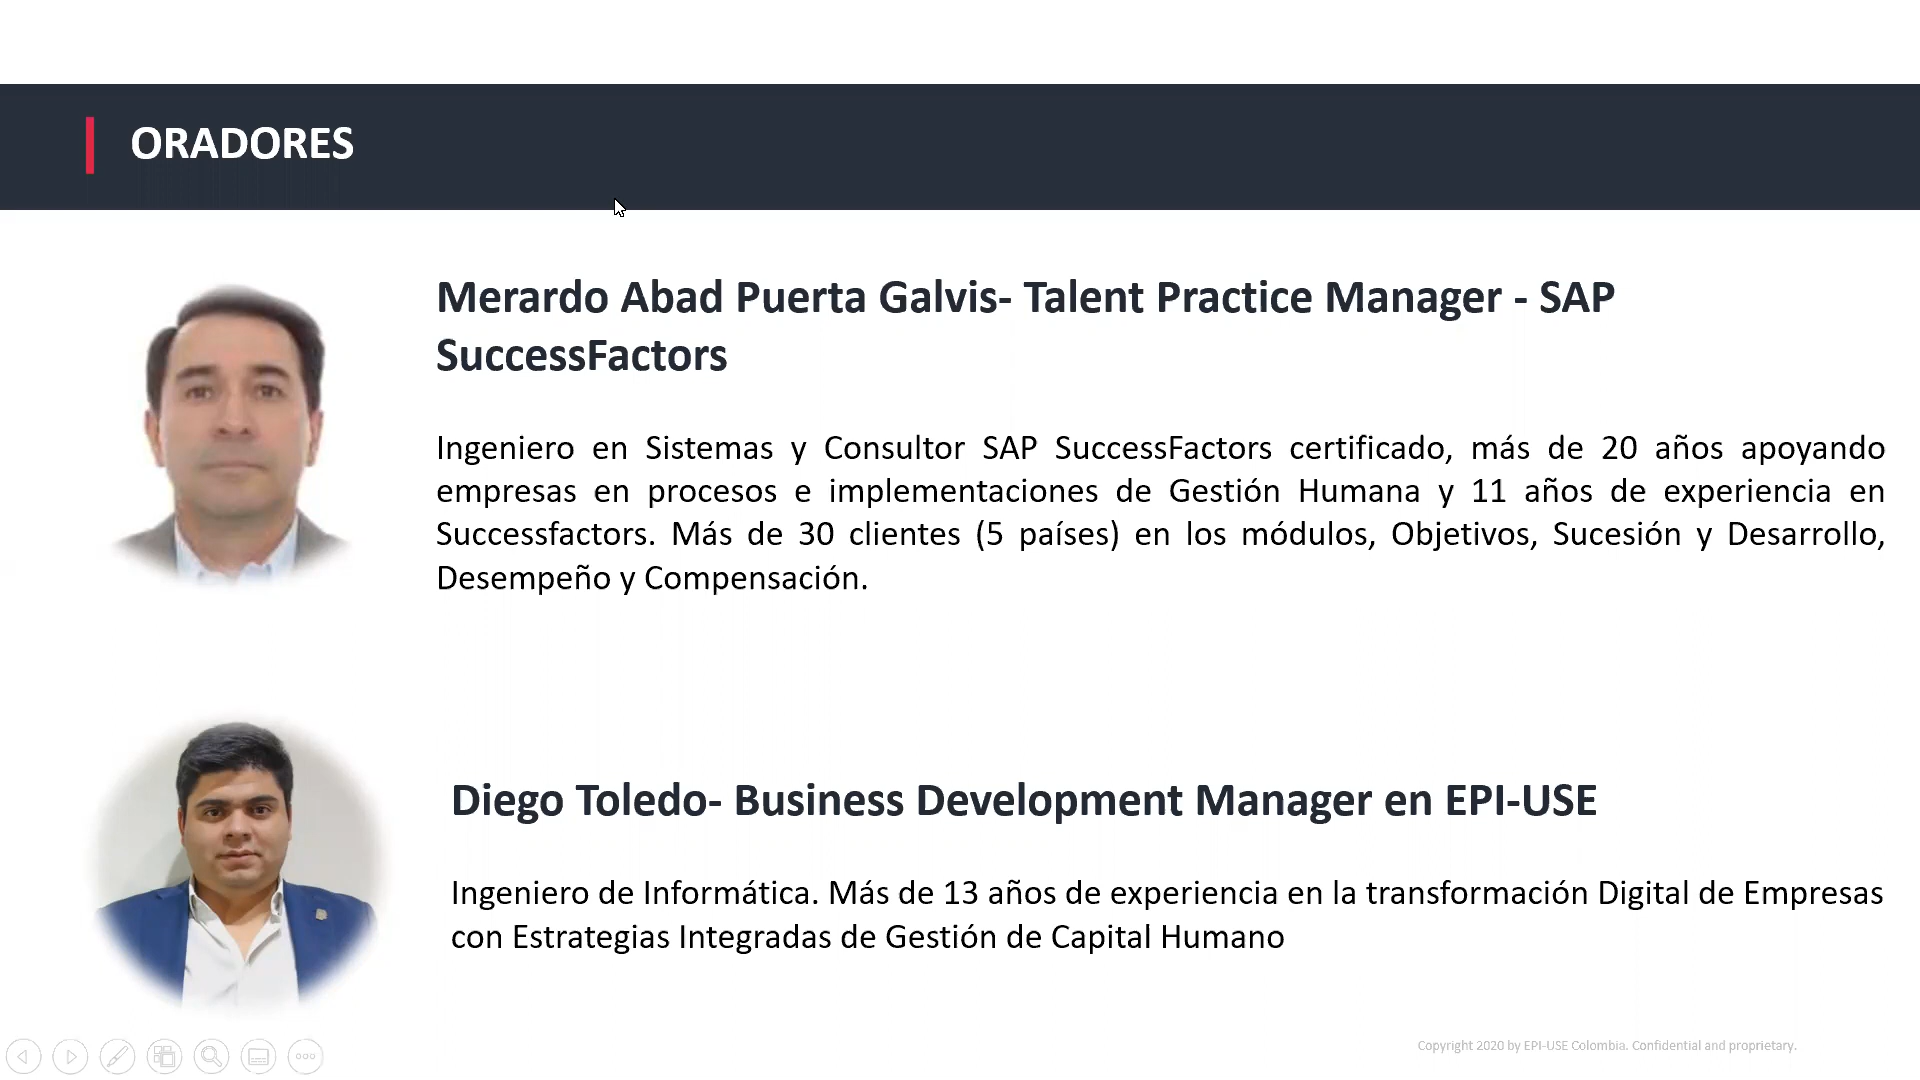 ORADORES
Merardo Abad Puerta Galvis- Talent Practice Manager - SAP
SuccessFactors
Ingeniero en Sistemas y Consultor SAP SuccessFactors certificado, más de 20 años apoyando
empresas en procesos e implementaciones de Gestión Humana y 11 años de experiencia en
Successfactors. Más de 30 clientes (5 países) en los módulos, Objetivos, Sucesión y Desarrollo,
Desempeño y Compensación.
Diego Toledo- Business Development Manager en EPI-USE
Ingeniero de Informática. Más de 13 años de experiencia en la transformación Digital de Empresas
con Estrategias Integradas de Gestión de Capital Humano
Copyright 2020 by EPI-USE Colombia. Confidential and proprietary.